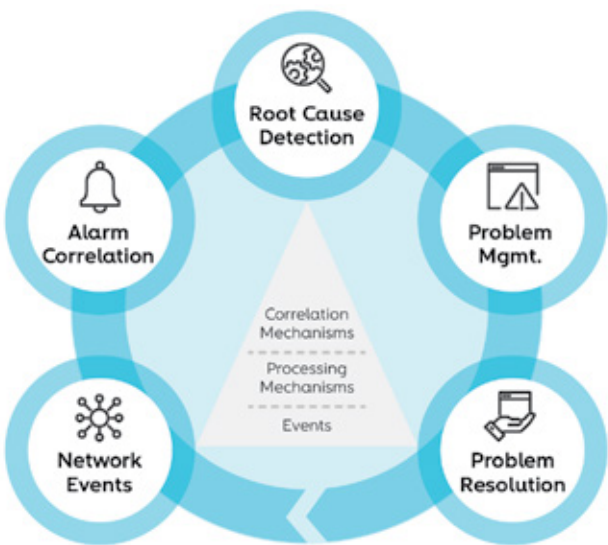 Root Cause
Detection
Alarm
Correlation
Problem
Mgmt.
Correlation
Mechanisms
Processing
Mechanisms
Events
Network
Events
Problem
Resolution